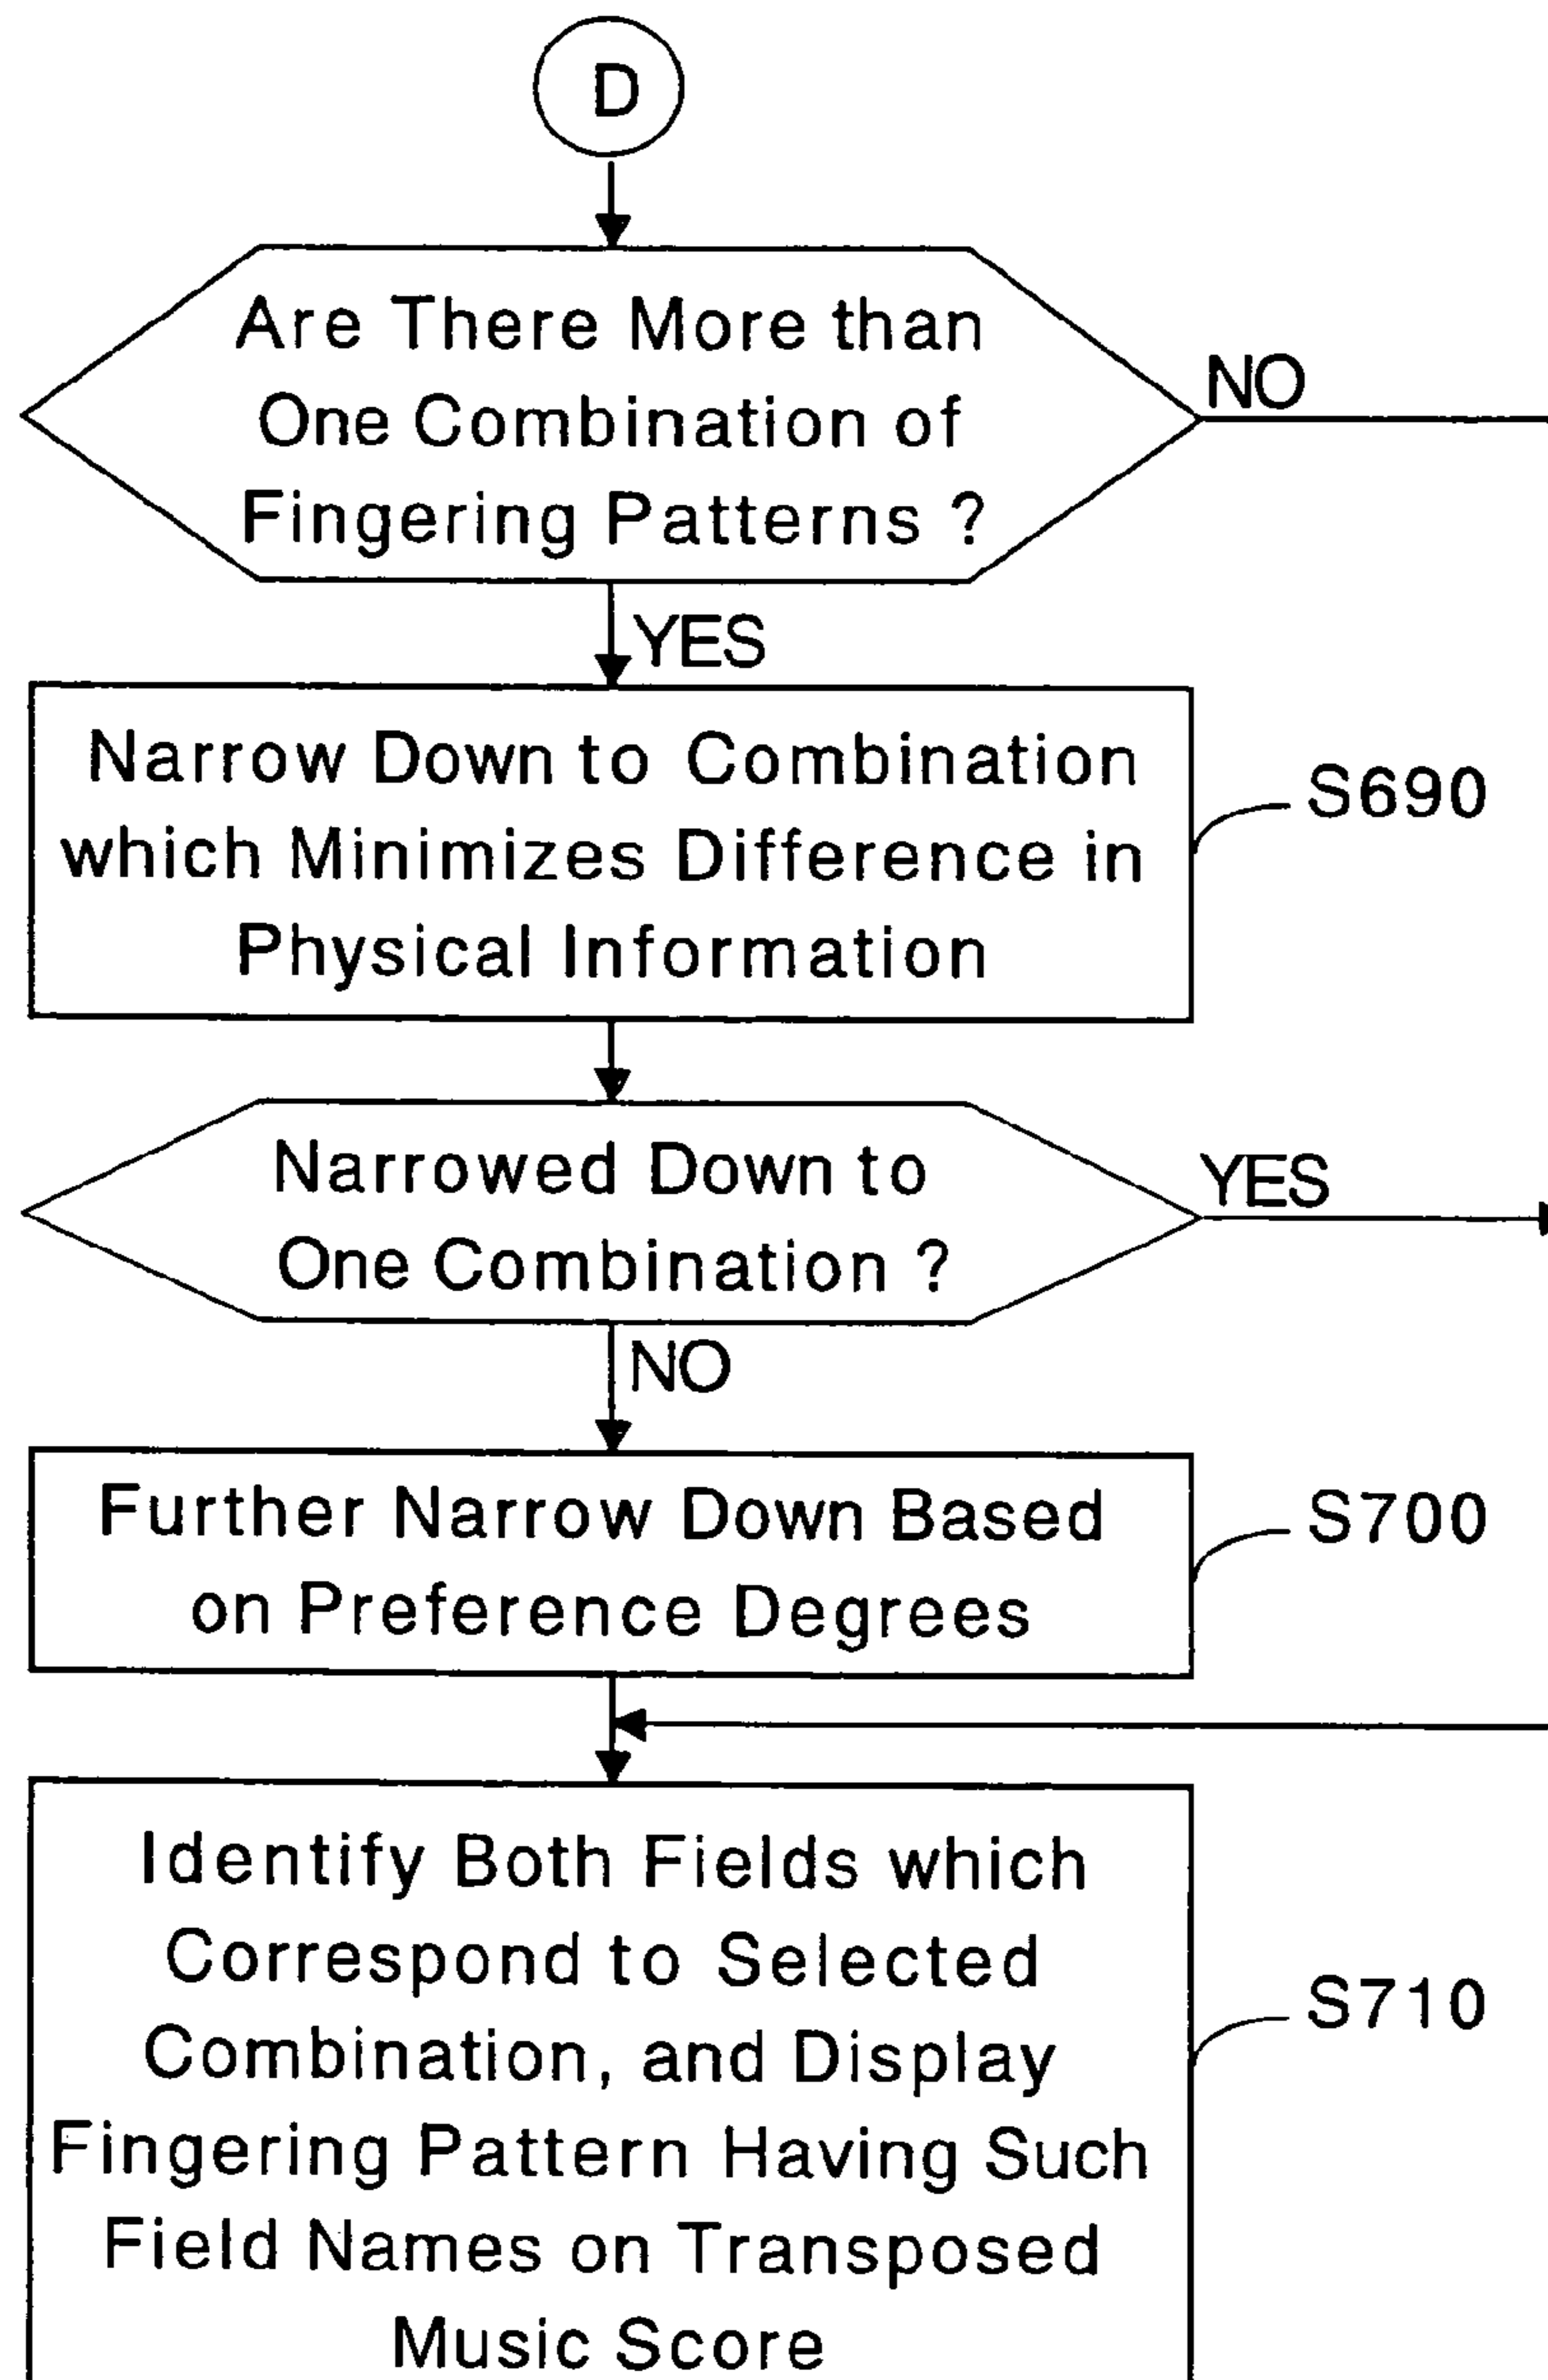 D
Are There More than
One Combination of
Fingering Patterns ?
NO
YES
Narrow Down to Combination
which Minimizes Difference in
Physical Information
S690
Narrowed Down to
One Combination ?
YES
NO
Further Narrow Down Based
on Preference Degrees
S700
Identify Both Fields which
Correspond to Selected
Combination, and Display
Fingering Pattern Having Such
Field Names on Transposed
Music Score
S710